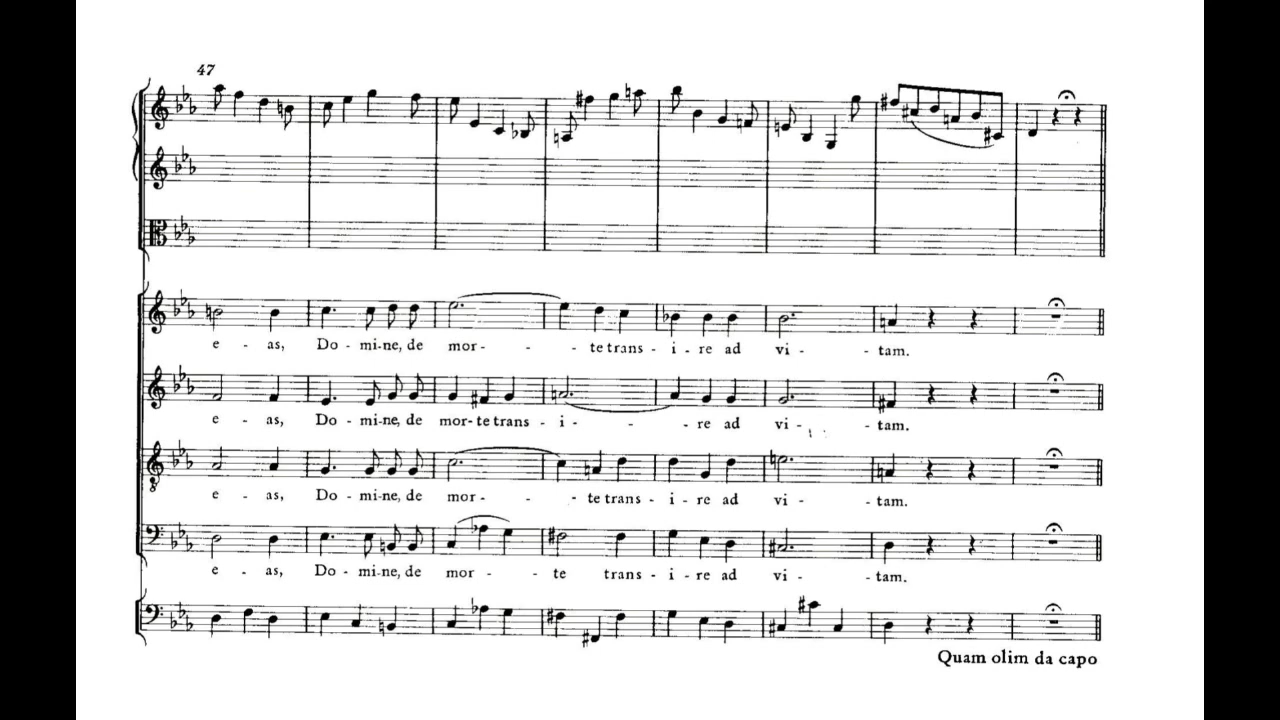 47
e - as, Do - mi-ne, de mor - - - te trans - i - re ad vi - - tam.
e - as, Do - mi-ne, de mor-te trans - i - - - re ad vi - - tam.
e - as, Do - mi-ne, de mor - - - te trans - i - re ad vi - - tam.
8
e - as, Do - mi-ne, de mor - - te trans - i - re ad vi - - tam.
Quam olim da capo